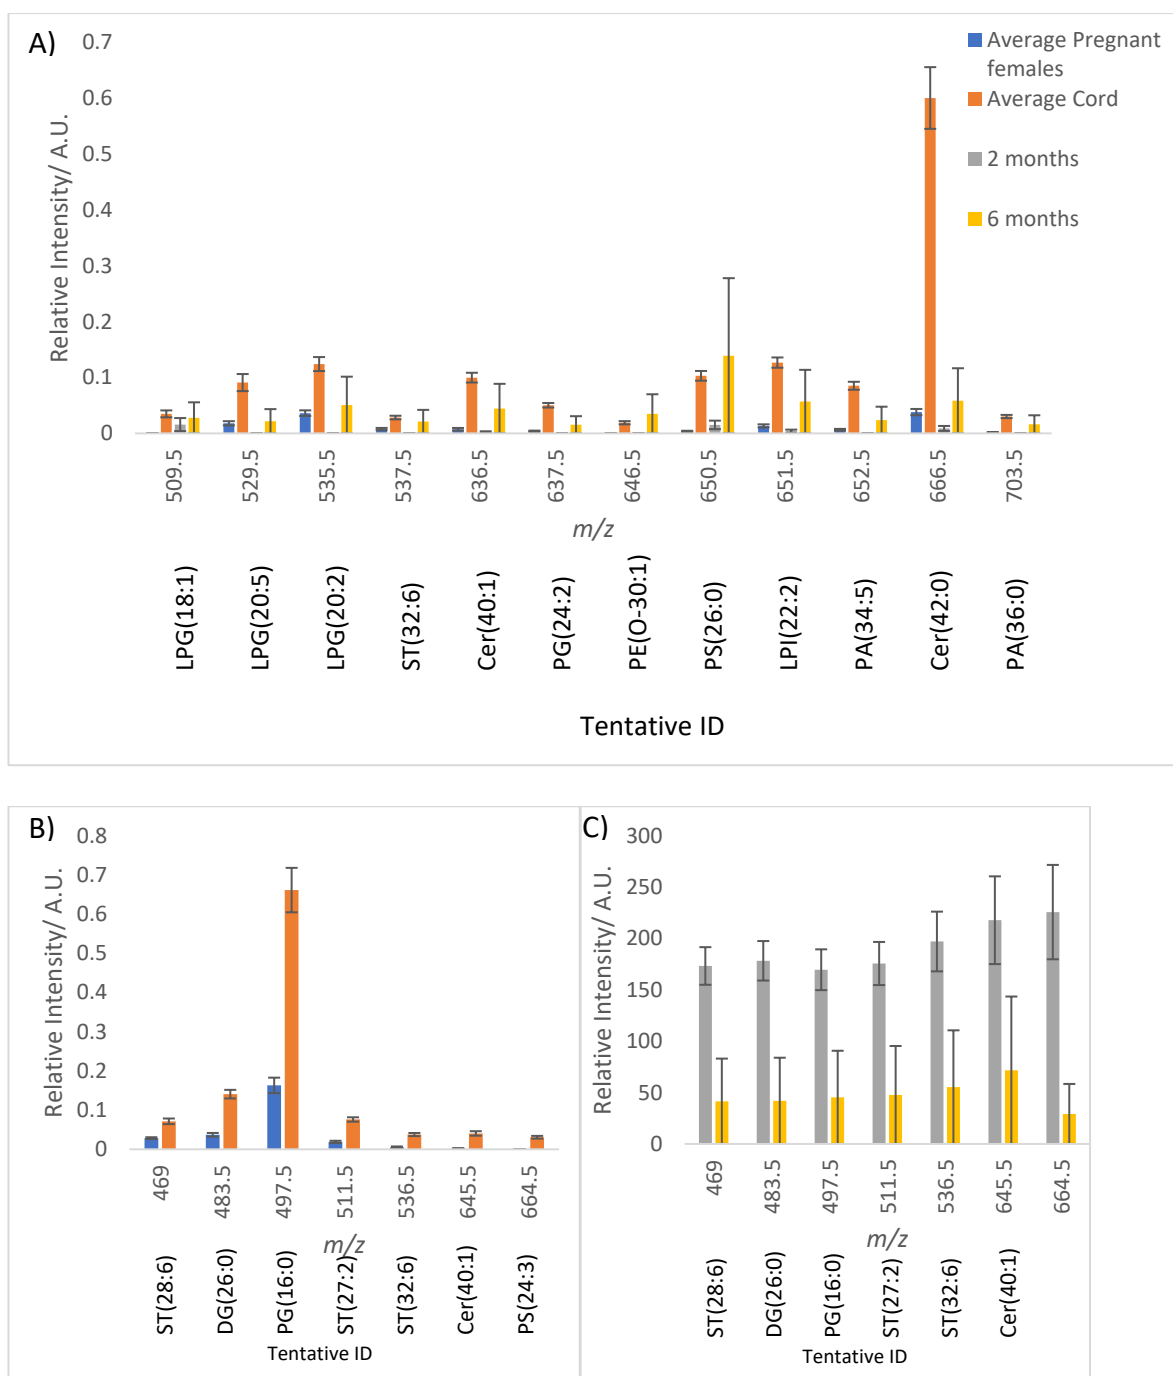 A)
0.7
0.6
0.5
0.4
0.3
0.2
0.1
0
Relative Intensity/ A.U.
Average Pregnant
females
Average Cord
2 months
6 months
509.5 529.5 535.5 537.5 636.5 637.5 646.5 650.5 651.5 652.5 666.5 703.5
m/z
LPG(18:1) LPG(20:5) LPG(20:2) ST(32:6) Cer(40:1) PG(24:2) PE(O-30:1) PS(26:0) LPI(22:2) PA(34:5) Cer(42:0) PA(36:0)
Tentative ID
B)
0.8
0.7
0.6
0.5
0.4
0.3
0.2
0.1
0
Relative Intensity/ A.U.
469 483.5 497.5 511.5 536.5 645.5 664.5
m/z
ST(28:6) DG(26:0) PG(16:0) ST(27:2) ST(32:6) Cer(40:1) PS(24:3)
Tentative ID
C)
300
250
200
150
100
50
0
Relative Intensity/ A.U.
469 483.5 497.5 511.5 536.5 645.5 664.5
m/z
ST(28:6) DG(26:0) PG(16:0) ST(27:2) ST(32:6) Cer(40:1)
Tentative ID